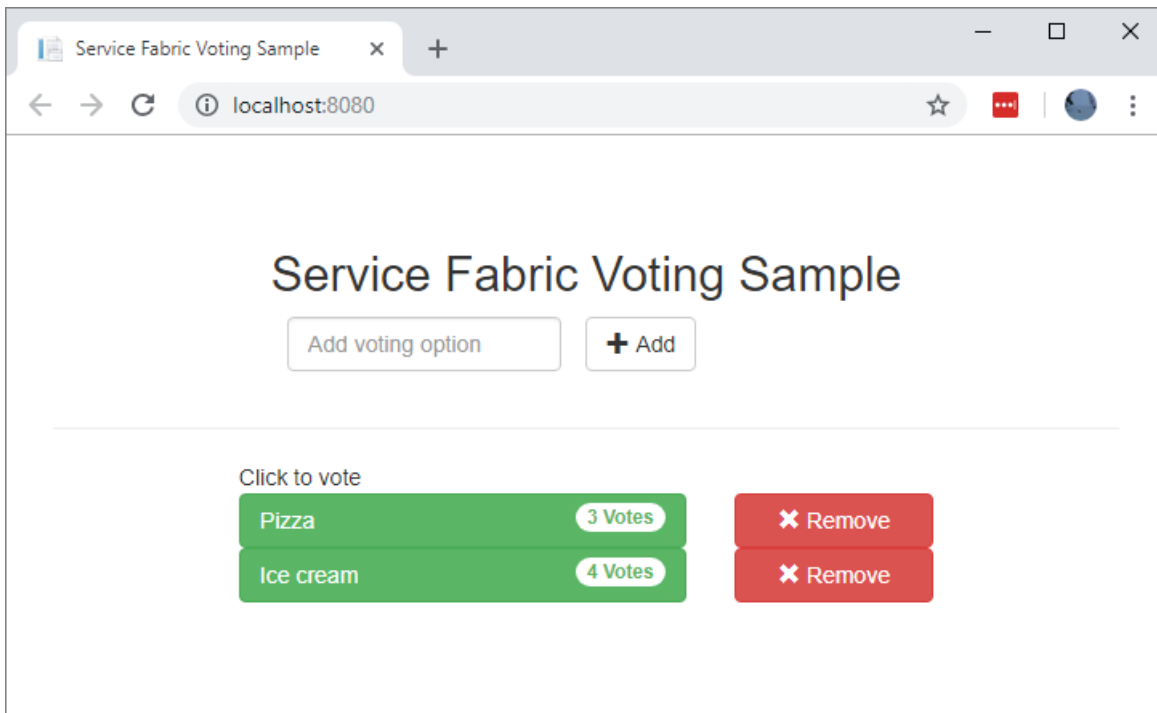 Service Fabric Voting Sample
localhost:8080
Service Fabric Voting Sample
Add voting option
Add
Click to vote
Pizza 3 Votes Remove
Ice cream 4 Votes Remove